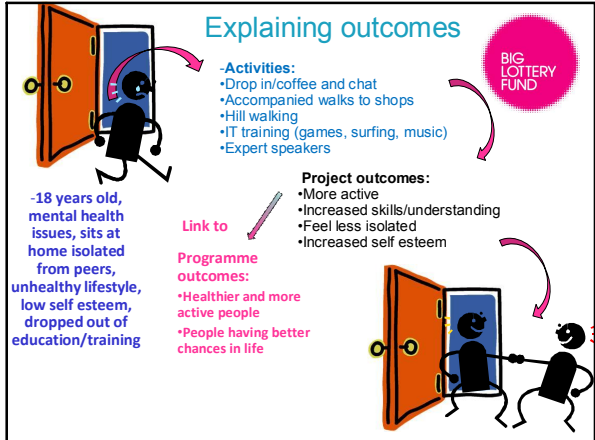 Explaining outcomes
BIG
LOTTERY
FUND
-Activities:
•Drop in/coffee and chat
•Accompanied walks to shops
•Hill walking
•IT training (games, surfing, music)
•Expert speakers
Project outcomes:
•More active
•Increased skills/understanding
•Feel less isolated
•Increased self esteem
-18 years old,
mental health
issues, sits at
home isolated
from peers,
unhealthy lifestyle,
low self esteem,
dropped out of
education/training
Link to
Programme
outcomes:
•Healthier and more
active people
•People having better
chances in life